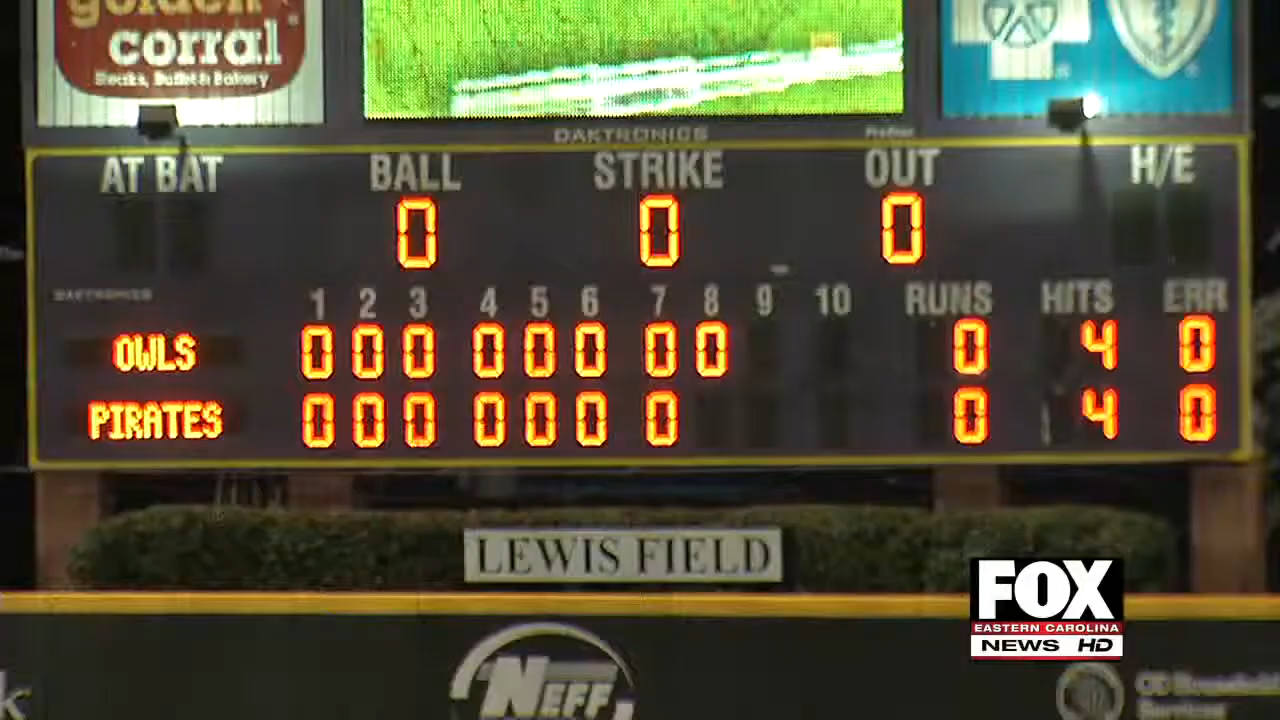 golden
corral
Steaks, Buffet & Bakery
DAKTRONICS
AT BAT BALL STRIKE OUT H/E
0 0 0
DAKTRONICS 1 2 3 4 5 6 7 8 9 10 RUNS HITS ERR
OWLS 0 0 0 0 0 0 0 0 0 4 0
PIRATES 0 0 0 0 0 0 0 0 4 0
LEWIS FIELD
FOX
EASTERN CAROLINA
NEWS HD
NEFF
k